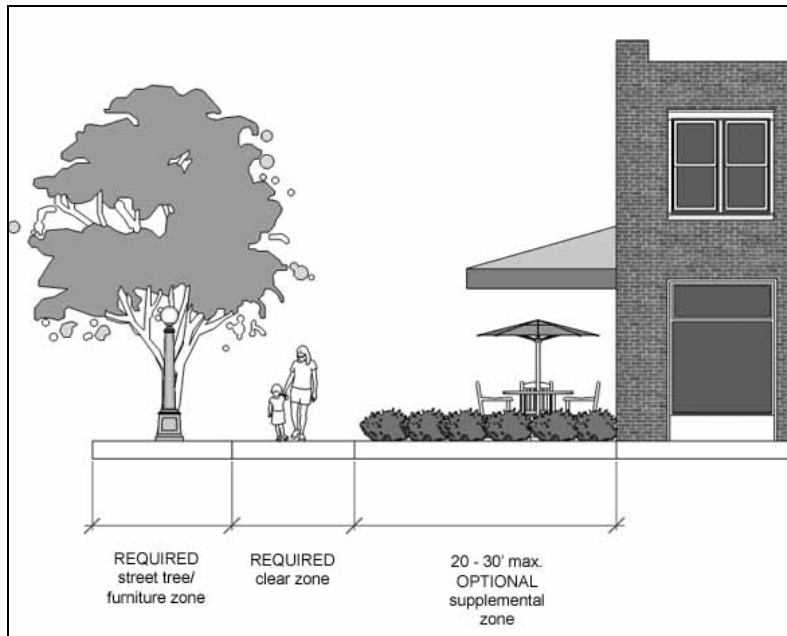 REQUIRED
street tree/
furniture zone
REQUIRED
clear zone
20 - 30' max.
OPTIONAL
supplemental
zone